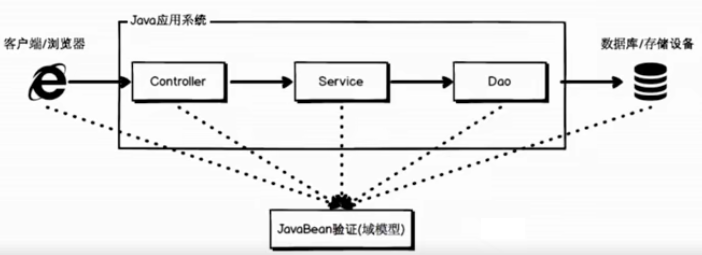 Java应用系统
客户端/浏览器
数据库/存储设备
Controller
Service
Dao
JavaBean验证(域模型)